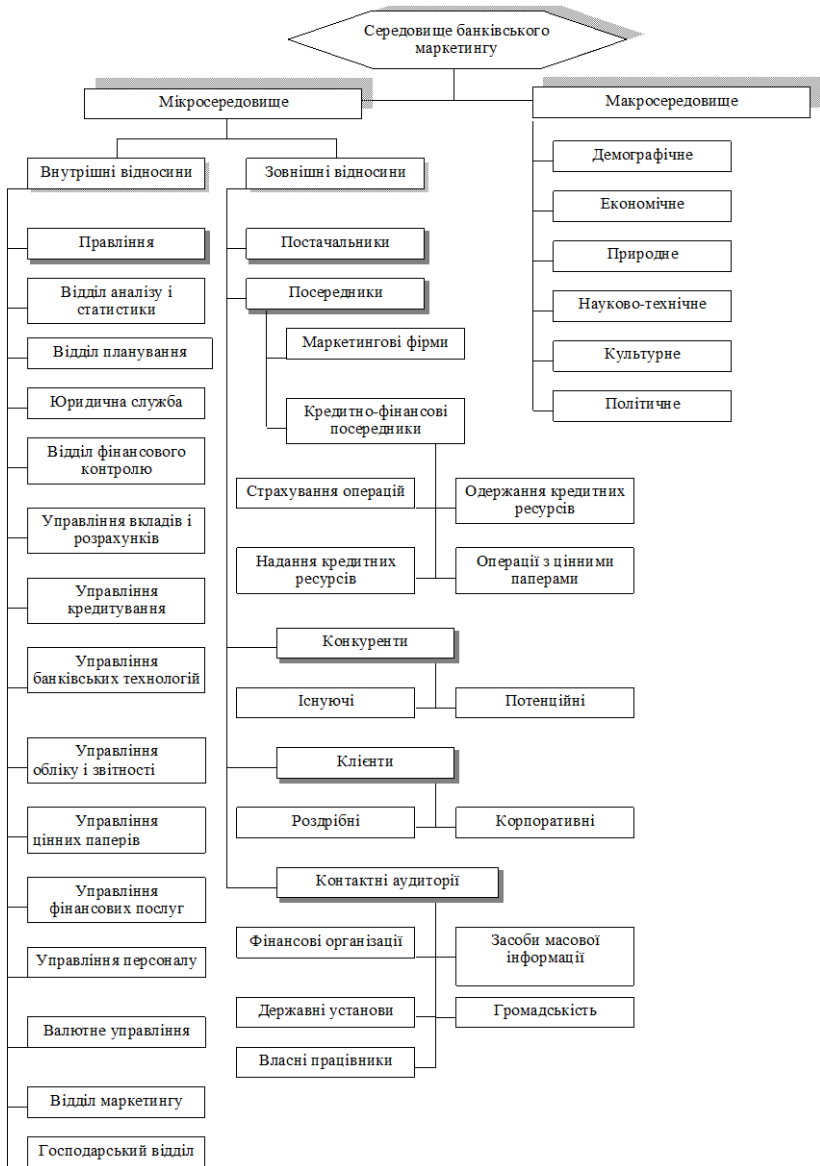 Середовище банківського
маркетингу
Мікросередовище
Макросередовище
Внутрішні відносини
Правління
Відділ аналізу і
статистики
Відділ планування
Юридична служба
Відділ фінансового
контролю
Управління вкладів і
розрахунків
Управління
кредитування
Управління
банківських технологій
Управління
обліку і звітності
Управління
цінних паперів
Управління
фінансових послуг
Управління персоналу
Валютне управління
Відділ маркетингу
Господарський відділ
Зовнішні відносини
Постачальники
Посередники
Маркетингові фірми
Кредитно-фінансові
посередники
Страхування операцій
Одержання кредитних
ресурсів
Надання кредитних
ресурсів
Операції з цінними
паперами
Конкуренти
Існуючі
Потенційні
Клієнти
Роздрібні
Корпоративні
Контактні аудиторії
Фінансові організації
Засоби масової
інформації
Державні установи
Громадськість
Власні працівники
Демографічне
Економічне
Природне
Науково-технічне
Культурне
Політичне